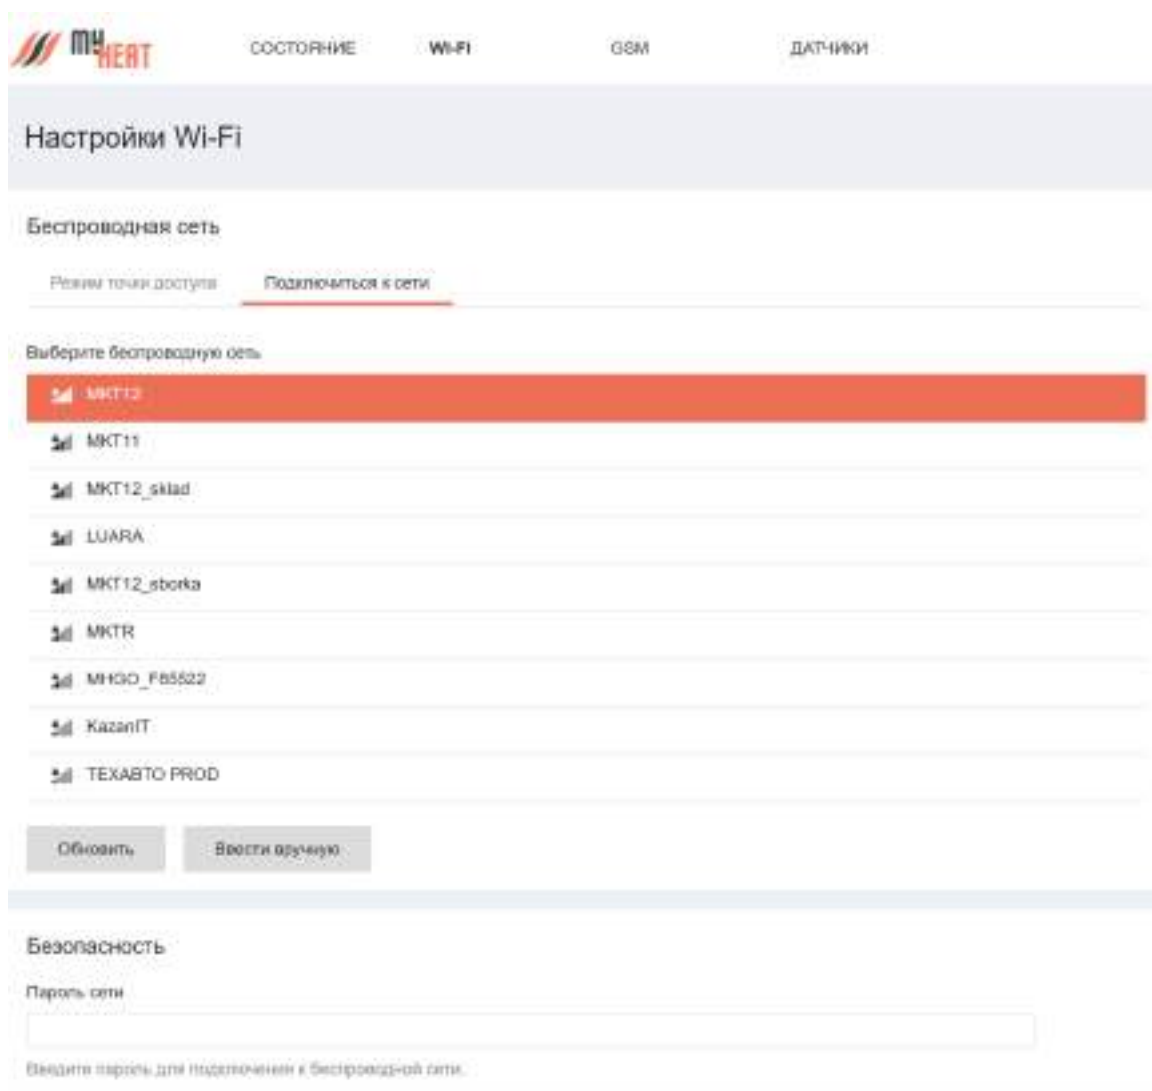 MYHEAT
СОСТОЯНИЕ WI-FI GSM ДАТЧИКИ
Настройки Wi-Fi
Беспроводная сеть
Режим точки доступа Подключиться к сети
Выберите беспроводную сеть
MKT12
MKT11
MKT12_sklad
LUARA
MKT12_sborka
MKTR
MHGO_F85522
KazanIT
TEXABTO PROD
Обновить Ввести вручную
Безопасность
Пароль сети
Введите пароль для подключения к беспроводной сети.